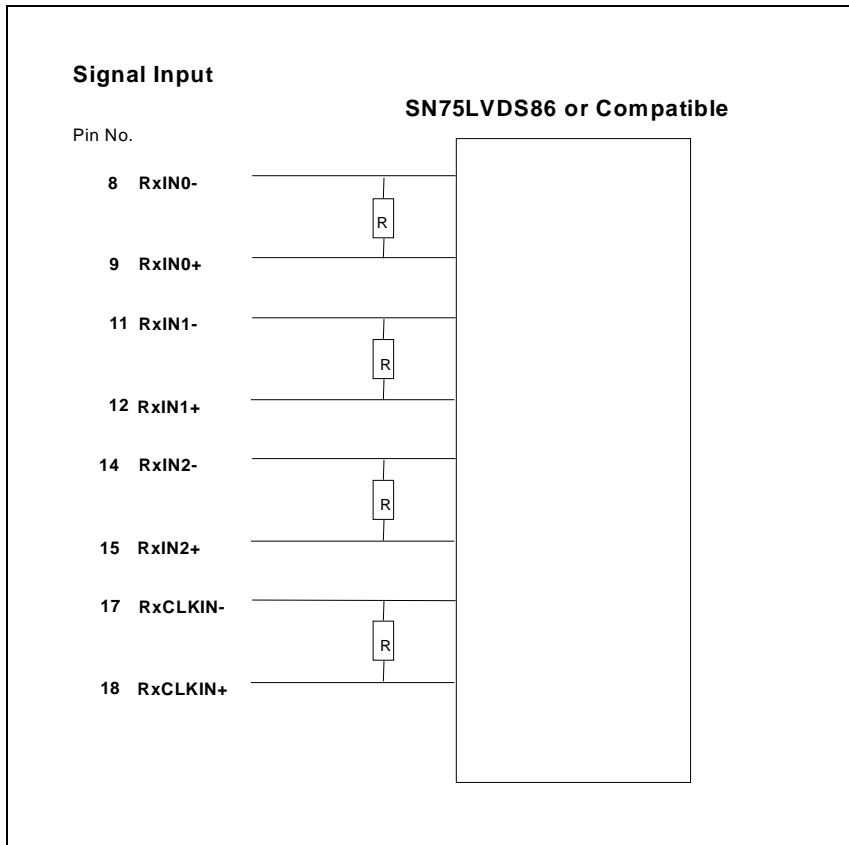 Signal Input
SN75LVDS86 or Compatible
Pin No.
8 RxIN0-
R
9 RxIN0+
11 RxIN1-
R
12 RxIN1+
14 RxIN2-
R
15 RxIN2+
17 RxCLKIN-
R
18 RxCLKIN+